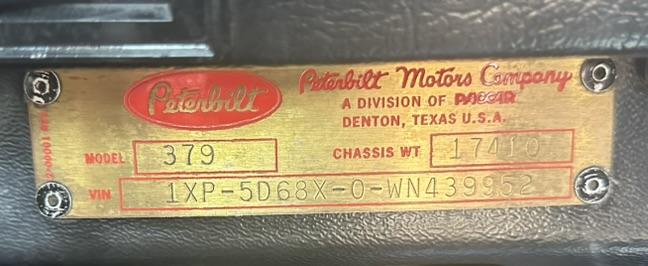 Peterbilt
Peterbilt Motors Company
A DIVISION OF PACCAR
DENTON, TEXAS U.S.A.
MODEL 379 CHASSIS WT 17410
VIN 1XP-5D68X-0-WN439952